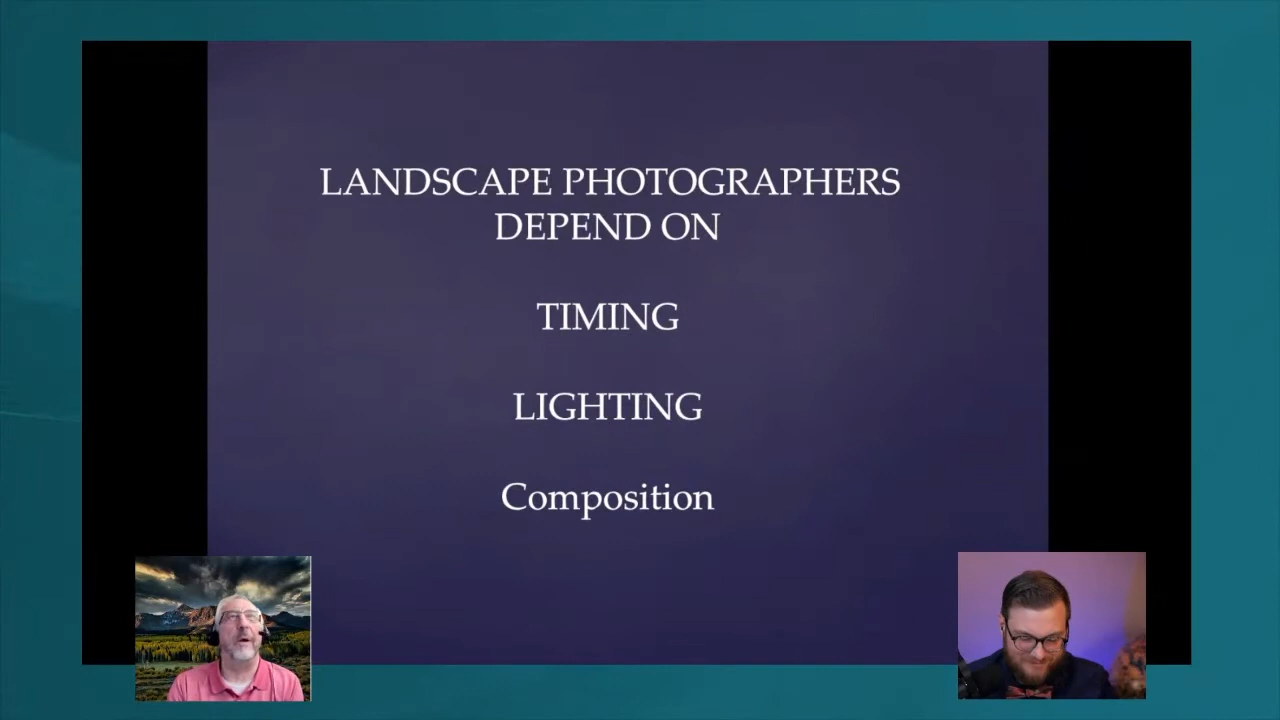 LANDSCAPE PHOTOGRAPHERS
DEPEND ON
TIMING
LIGHTING
Composition